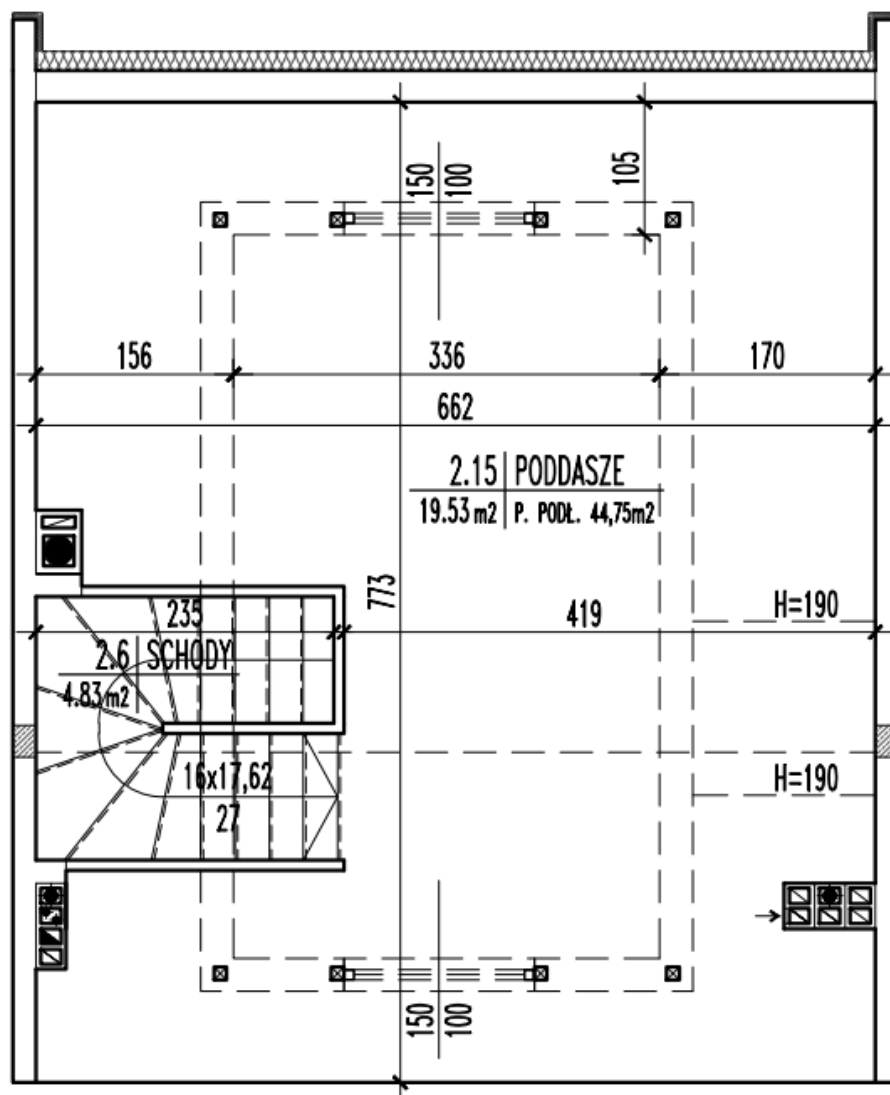 150
100
105
156
336
170
662
2.15 PODDASZE
19.53 m2 P. PODŁ. 44,75m2
773
H=190
235
419
2.6 SCHODY
4.83 m2
16x17,62
27
H=190
150
100